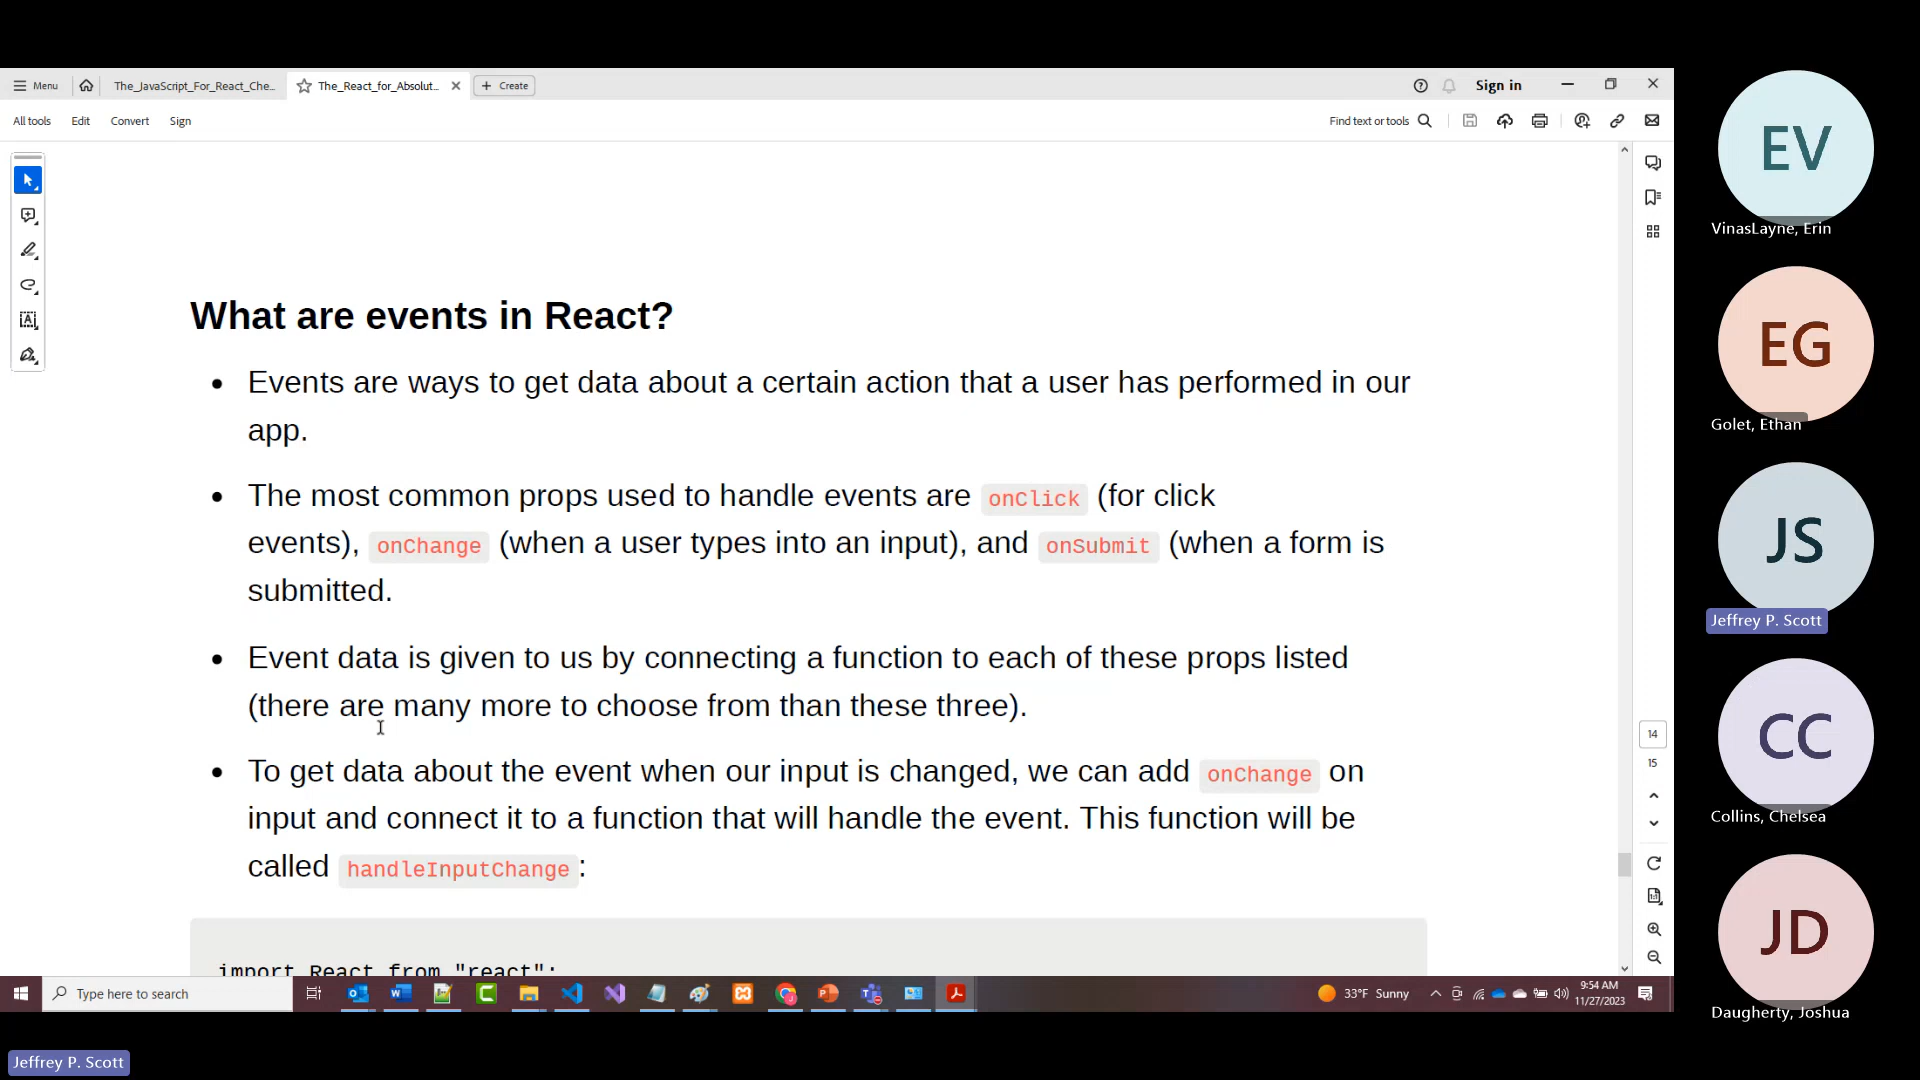 Menu
The_JavaScript_For_React_Che...
The_React_for_Absolut...
Create
Sign in
All tools
Edit
Convert
Sign
Find text or tools
What are events in React?
Events are ways to get data about a certain action that a user has performed in our
app.
The most common props used to handle events are onClick (for click
events), onChange (when a user types into an input), and onSubmit (when a form is
submitted.
Event data is given to us by connecting a function to each of these props listed
(there are many more to choose from than these three).
To get data about the event when our input is changed, we can add onChange on
input and connect it to a function that will handle the event. This function will be
called handleInputChange:
import React from "react";
14
15
Type here to search
33°F Sunny
9:54 AM
11/27/2023
EV
VinasLayne, Erin
EG
Golet, Ethan
JS
Jeffrey P. Scott
CC
Collins, Chelsea
JD
Daugherty, Joshua
Jeffrey P. Scott